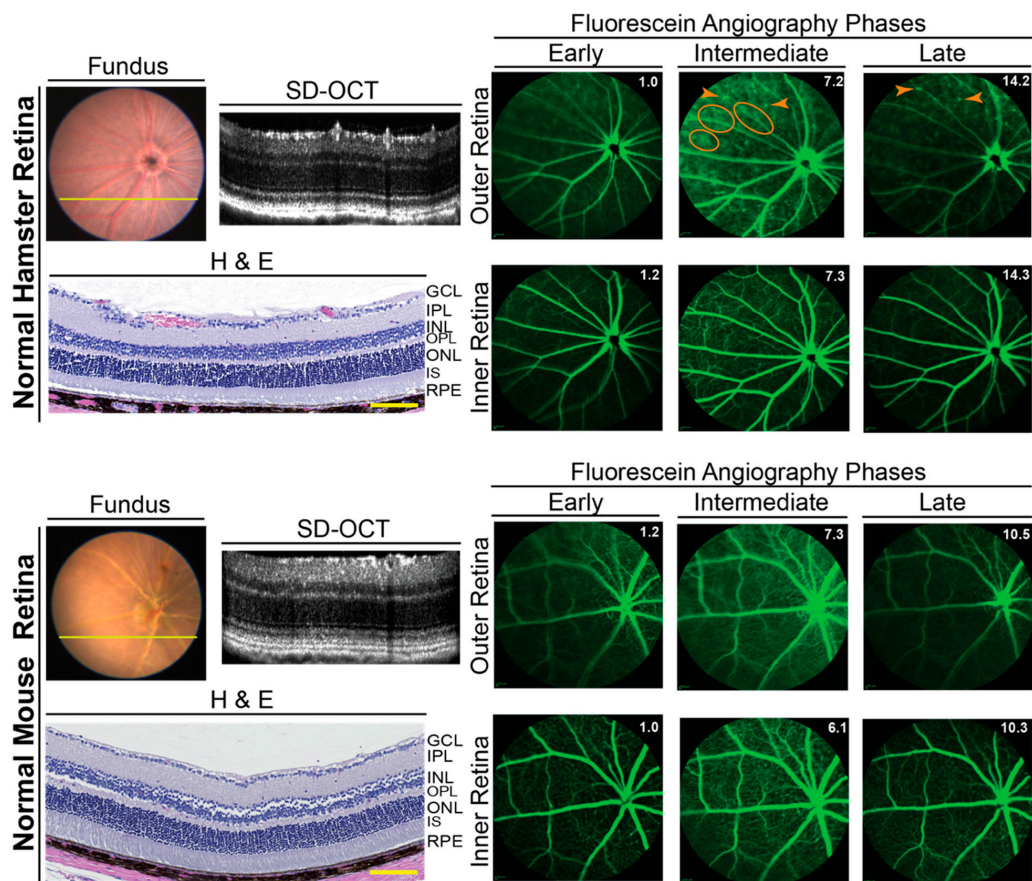 Fluorescein Angiography Phases
Early
Intermediate
Late
Normal Hamster Retina
Fundus
SD-OCT
Outer Retina
1.0
7.2
14.2
H & E
GCL
IPL
INL
OPL
ONL
IS
RPE
Inner Retina
1.2
7.3
14.3
Fluorescein Angiography Phases
Early
Intermediate
Late
Normal Mouse Retina
Fundus
SD-OCT
Outer Retina
1.2
7.3
10.5
H & E
GCL
IPL
INL
OPL
ONL
IS
RPE
Inner Retina
1.0
6.1
10.3